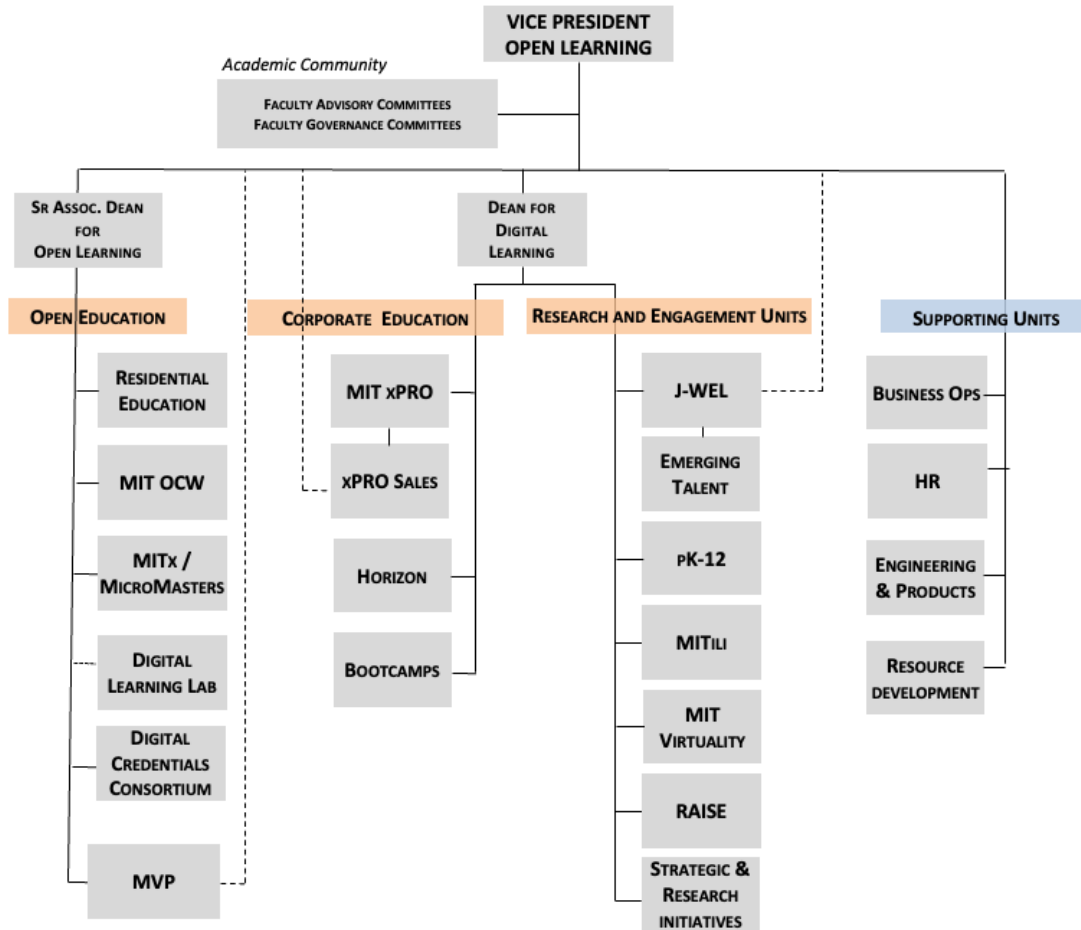 VICE PRESIDENT
OPEN LEARNING
Academic Community
FACULTY ADVISORY COMMITTEES
FACULTY GOVERNANCE COMMITTEES
SR ASSOC. DEAN
FOR
OPEN LEARNING
DEAN FOR
DIGITAL
LEARNING
OPEN EDUCATION
CORPORATE EDUCATION
RESEARCH AND ENGAGEMENT UNITS
SUPPORTING UNITS
RESIDENTIAL
EDUCATION
MIT OCW
MITX /
MICROMASTERS
DIGITAL
LEARNING LAB
DIGITAL
CREDENTIALS
CONSORTIUM
MVP
MIT XPRO
XPRO SALES
HORIZON
BOOTCAMPS
J-WEL
EMERGING
TALENT
PK-12
MITILI
MIT
VIRTUALITY
RAISE
STRATEGIC &
RESEARCH
INITIATIVES
BUSINESS OPS
HR
ENGINEERING
& PRODUCTS
RESOURCE
DEVELOPMENT